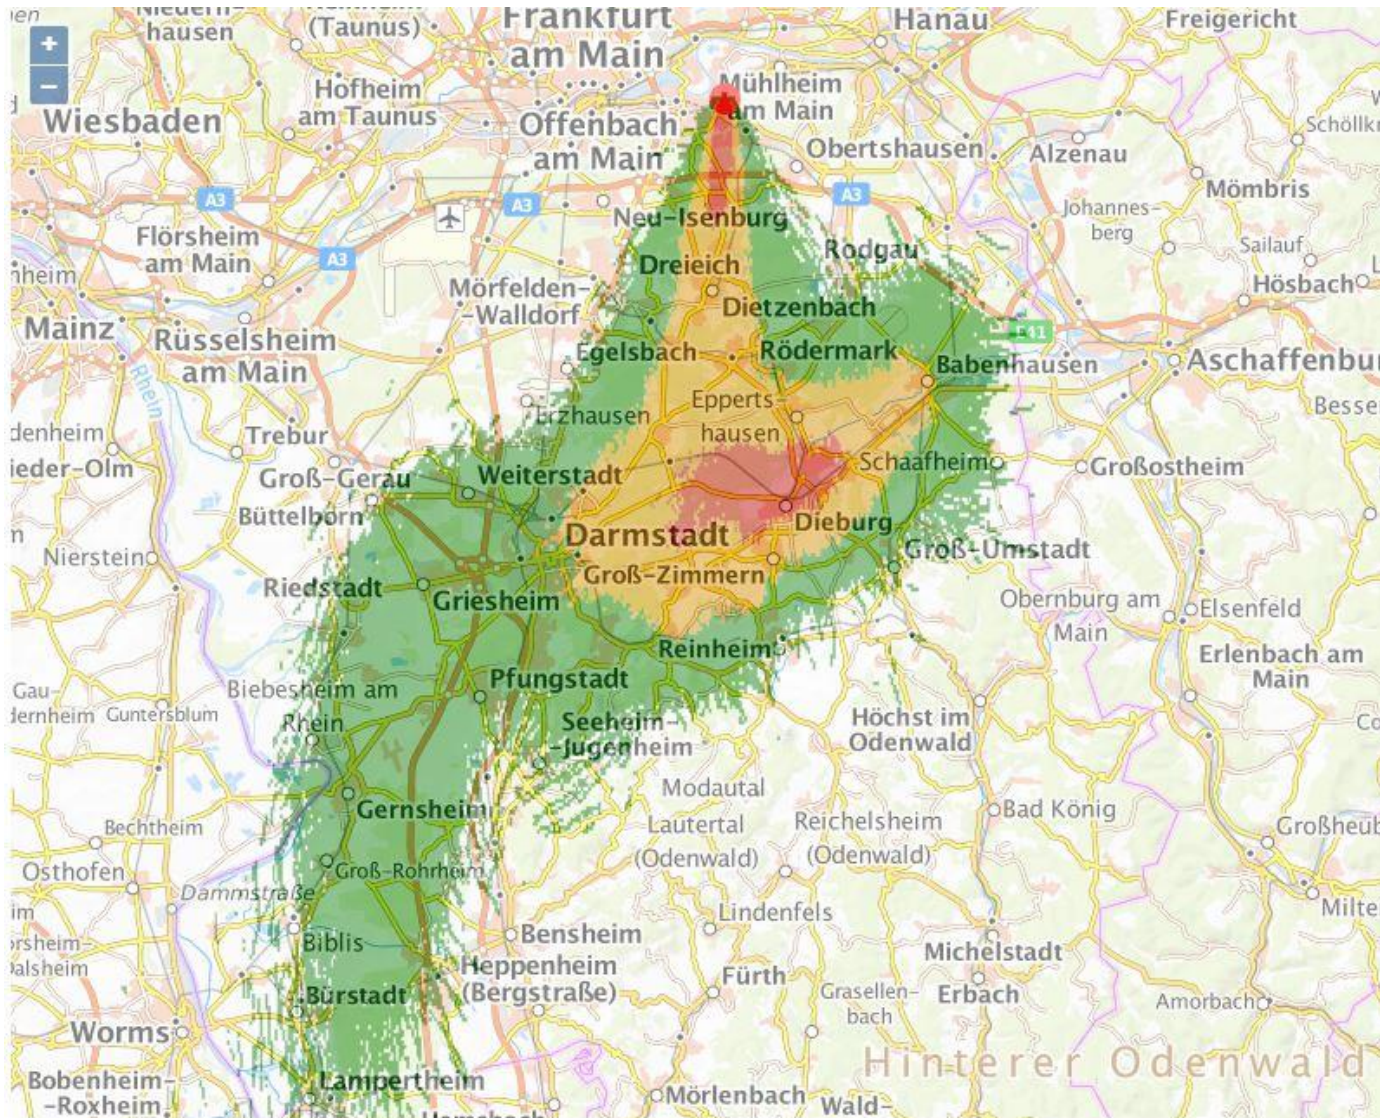 Frankfurt
am Main
hausen
(Taunus)
Hanau
Freigericht
+
−
Hofheim
am Taunus
Mühlheim
am Main
Wiesbaden
Offenbach
am Main
Obertshausen
Alzenau
Mömbris
A3
A3
A3
Neu-Isenburg
Johannes-
berg
Flörsheim
am Main
A3
Rodgau
Sailauf
Dreieich
Hösbach
Mörfelden-
-Walldorf
Dietzenbach
Mainz
Rüsselsheim
am Main
Rhein
Egelsbach
Rödermark
Babenhausen
Erzhausen
Epperts-
hausen
Trebur
Groß-Gerau
Weiterstadt
Schaafheim
Großostheim
Büttelborn
Darmstadt
Dieburg
Nierstein
Groß-Umstadt
Riedstadt
Griesheim
Groß-Zimmern
Obernburg am
Main
Elsenfeld
Reinheim
Erlenbach am
Main
Gau-
Guntersblum
Biebesheim am
Rhein
Pfungstadt
Seeheim-
-Jugenheim
Höchst im
Odenwald
Modautal
Gernsheim
Bad König
Bechtheim
Lautertal
(Odenwald)
Reichelsheim
(Odenwald)
Osthofen
Groß-Rohrheim
Dammstraße
Biblis
Bensheim
Lindenfels
Michelstadt
Heppenheim
(Bergstraße)
Fürth
Bürstadt
Grasellen-
bach
Erbach
Amorbach
Worms
Hinterer Odenwald
Bobenheim-
-Roxheim
Lampertheim
Mörlenbach
Wald-